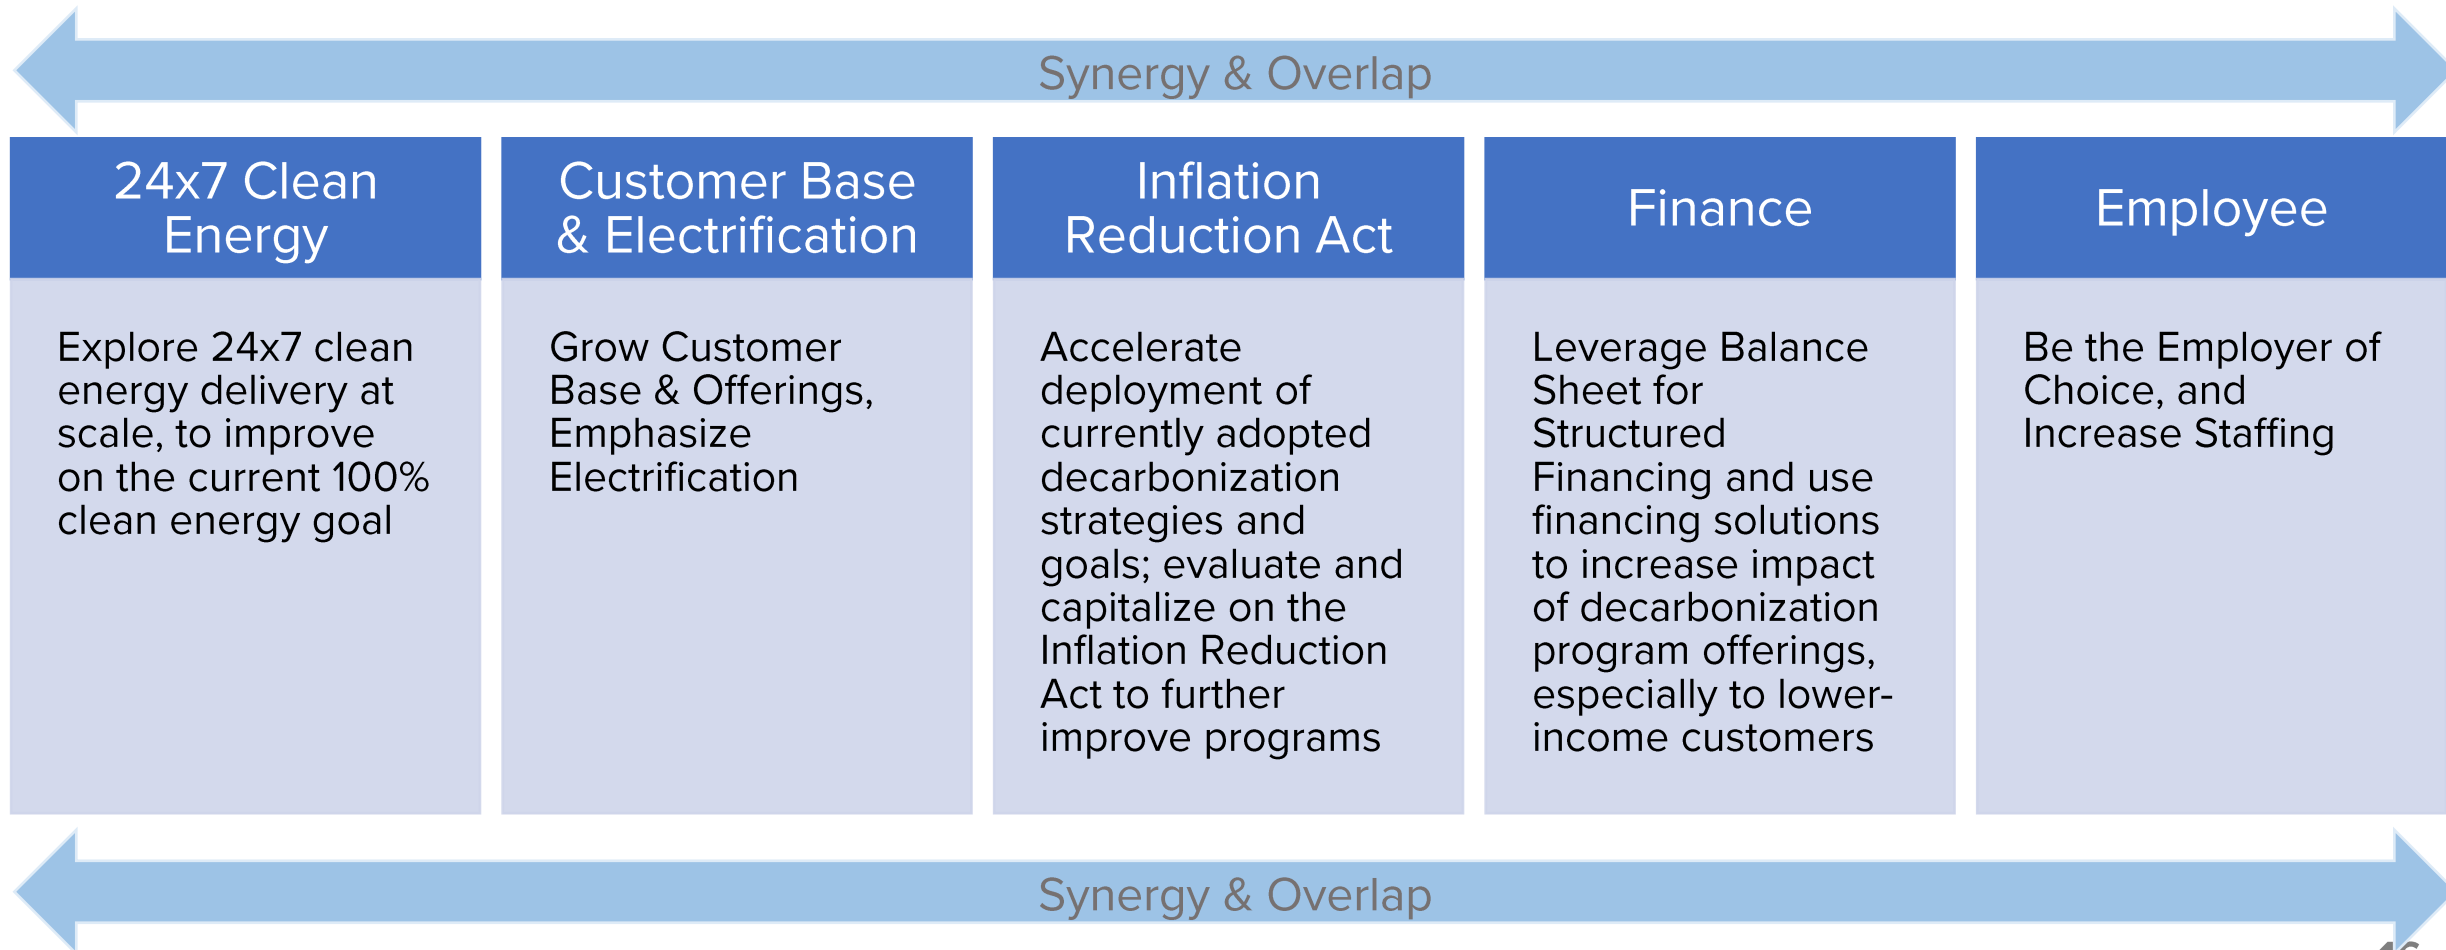 Synergy & Overlap
24x7 Clean
Energy
Explore 24x7 clean
energy delivery at
scale, to improve
on the current 100%
clean energy goal
Customer Base
& Electrification
Grow Customer
Base & Offerings,
Emphasize
Electrification
Inflation
Reduction Act
Accelerate
deployment of
currently adopted
decarbonization
strategies and
goals; evaluate and
capitalize on the
Inflation Reduction
Act to further
improve programs
Finance
Leverage Balance
Sheet for
Structured
Financing and use
financing solutions
to increase impact
of decarbonization
program offerings,
especially to lower-
income customers
Employee
Be the Employer of
Choice, and
Increase Staffing
Synergy & Overlap